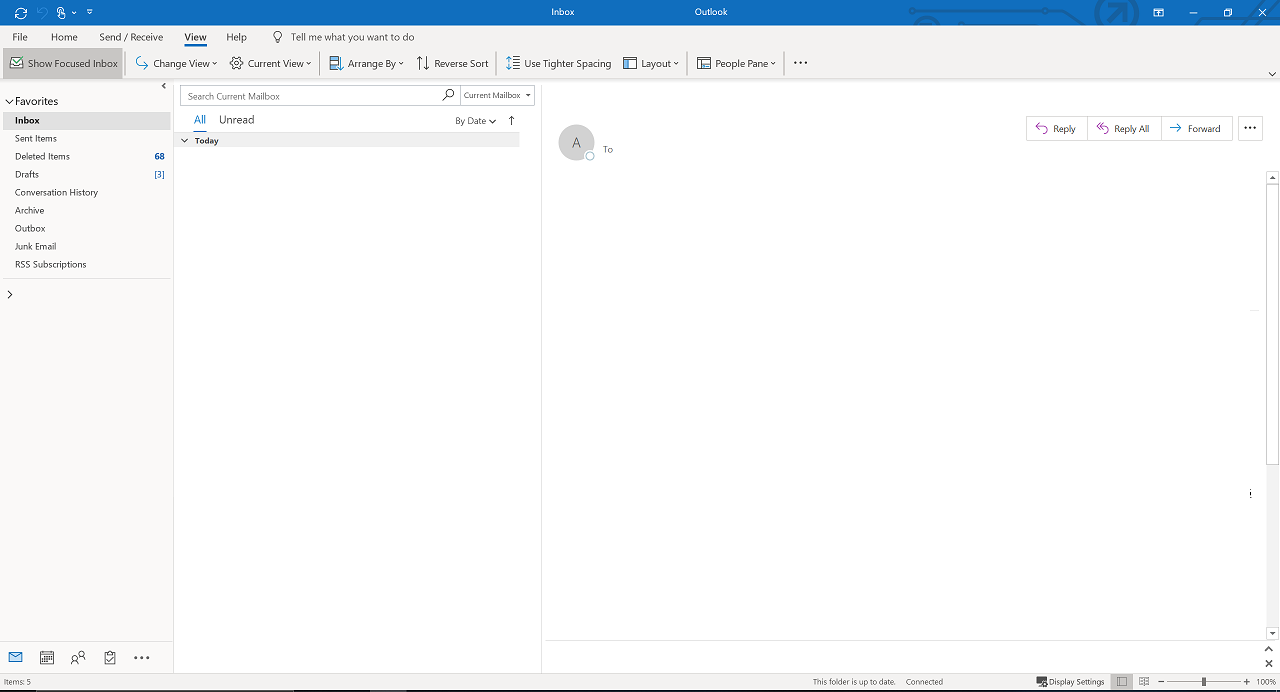 Inbox Outlook
File Home Send / Receive View Help Tell me what you want to do
Show Focused Inbox Change View Current View Arrange By Reverse Sort Use Tighter Spacing Layout People Pane
Favorites
Inbox
Sent Items
Deleted Items 68
Drafts [3]
Conversation History
Archive
Outbox
Junk Email
RSS Subscriptions
Search Current Mailbox Current Mailbox
All Unread By Date
Today
A
To
Reply Reply All Forward
Items: 5 This folder is up to date. Connected Display Settings 100%